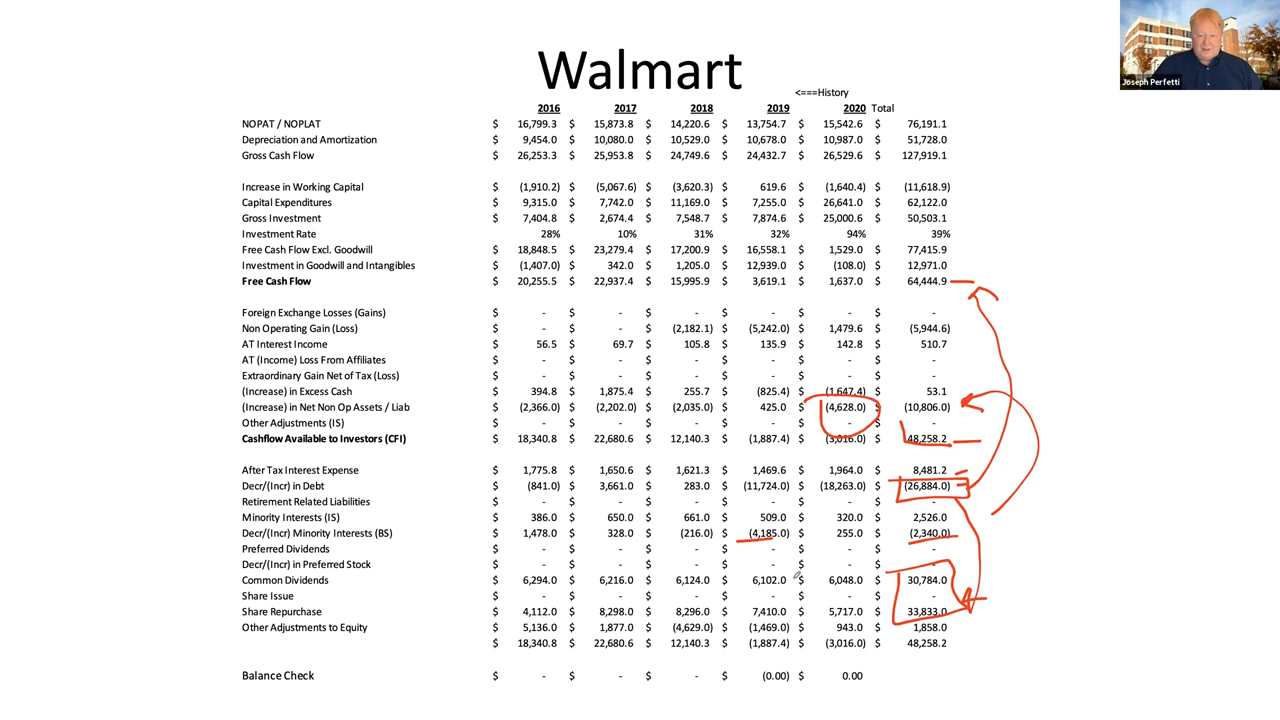 Joseph Perfetti
Walmart
<===History
2016 2017 2018 2019 2020 Total
NOPAT / NOPLAT $ 16,799.3 $ 15,873.8 $ 14,220.6 $ 13,754.7 $ 15,542.6 $ 76,191.1
Depreciation and Amortization $ 9,454.0 $ 10,080.0 $ 10,529.0 $ 10,678.0 $ 10,987.0 $ 51,728.0
Gross Cash Flow $ 26,253.3 $ 25,953.8 $ 24,749.6 $ 24,432.7 $ 26,529.6 $ 127,919.1
Increase in Working Capital $ (1,910.2) $ (5,067.6) $ (3,620.3) $ 619.6 $ (1,640.4) $ (11,618.9)
Capital Expenditures $ 9,315.0 $ 7,742.0 $ 11,169.0 $ 7,255.0 $ 26,641.0 $ 62,122.0
Gross Investment $ 7,404.8 $ 2,674.4 $ 7,548.7 $ 7,874.6 $ 25,000.6 $ 50,503.1
Investment Rate 28% 10% 31% 32% 94% 39%
Free Cash Flow Excl. Goodwill $ 18,848.5 $ 23,279.4 $ 17,200.9 $ 16,558.1 $ 1,529.0 $ 77,415.9
Investment in Goodwill and Intangibles $ (1,407.0) $ 342.0 $ 1,205.0 $ 12,939.0 $ (108.0) $ 12,971.0
Free Cash Flow $ 20,255.5 $ 22,937.4 $ 15,995.9 $ 3,619.1 $ 1,637.0 $ 64,444.9
Foreign Exchange Losses (Gains) $ - $ - $ - $ - $ - $ -
Non Operating Gain (Loss) $ - $ - $ (2,182.1) $ (5,242.0) $ 1,479.6 $ (5,944.6)
AT Interest Income $ 56.5 $ 69.7 $ 105.8 $ 135.9 $ 142.8 $ 510.7
AT (Income) Loss From Affiliates $ - $ - $ - $ - $ - $ -
Extraordinary Gain Net of Tax (Loss) $ - $ - $ - $ - $ - $ -
(Increase) in Excess Cash $ 394.8 $ 1,875.4 $ 255.7 $ (825.4) $ (1,647.4) $ 53.1
(Increase) in Net Non Op Assets / Liab $ (2,366.0) $ (2,202.0) $ (2,035.0) $ 425.0 $ (4,628.0) $ (10,806.0)
Other Adjustments (IS) $ - $ - $ - $ - $ - $ -
Cashflow Available to Investors (CFI) $ 18,340.8 $ 22,680.6 $ 12,140.3 $ (1,887.4) $ (3,016.0) $ 48,258.2
After Tax Interest Expense $ 1,775.8 $ 1,650.6 $ 1,621.3 $ 1,469.6 $ 1,964.0 $ 8,481.2
Decr/(Incr) in Debt $ (841.0) $ 3,661.0 $ 283.0 $ (11,724.0) $ (18,263.0) $ (26,884.0)
Retirement Related Liabilities $ - $ - $ - $ - $ - $ -
Minority Interests (IS) $ 386.0 $ 650.0 $ 661.0 $ 509.0 $ 320.0 $ 2,526.0
Decr/(Incr) Minority Interests (BS) $ 1,478.0 $ 328.0 $ (216.0) $ (4,185.0) $ 255.0 $ (2,340.0)
Preferred Dividends $ - $ - $ - $ - $ - $ -
Decr/(Incr) in Preferred Stock $ - $ - $ - $ - $ - $ -
Common Dividends $ 6,294.0 $ 6,216.0 $ 6,124.0 $ 6,102.0 $ 6,048.0 $ 30,784.0
Share Issue $ - $ - $ - $ - $ - $ -
Share Repurchase $ 4,112.0 $ 8,298.0 $ 8,296.0 $ 7,410.0 $ 5,717.0 $ 33,833.0
Other Adjustments to Equity $ 5,136.0 $ 1,877.0 $ (4,629.0) $ (1,469.0) $ 943.0 $ 1,858.0
$ 18,340.8 $ 22,680.6 $ 12,140.3 $ (1,887.4) $ (3,016.0) $ 48,258.2
Balance Check $ - $ - $ - $ (0.00) $ 0.00